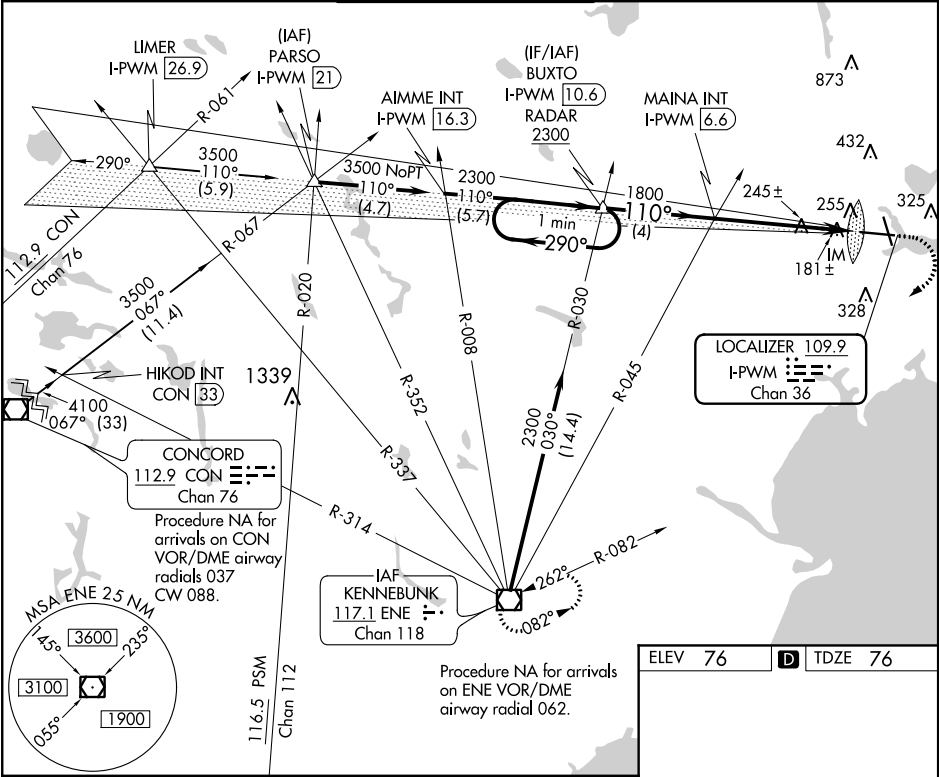 LIMER
I-PWM 26.9
(IAF)
PARSO
I-PWM 21
AIMME INT
I-PWM 16.3
(IF/IAF)
BUXTO
I-PWM 10.6
RADAR
2300
MAINA INT
I-PWM 6.6
873
432
325
255
245±
181±
IM
328
R-061
290°
3500
110°
(5.9)
3500 NoPT
110°
(4.7)
2300
110°
(5.7)
1 min
290°
1800
110°
(4)
112.9 CON
Chan 76
R-067
3500
067°
(11.4)
R-020
R-008
R-030
R-045
R-352
R-337
R-314
2300
030°
(14.4)
LOCALIZER 109.9
I-PWM
Chan 36
HIKOD INT
CON 33
1339
4100
067° (33)
CONCORD
112.9 CON
Chan 76
Procedure NA for
arrivals on CON
VOR/DME airway
radials 037
CW 088.
IAF
KENNEBUNK
117.1 ENE
Chan 118
262°
R-082
082°
Procedure NA for arrivals
on ENE VOR/DME
airway radial 062.
116.5 PSM
Chan 112
MSA ENE 25 NM
145°
3600
235°
3100
1900
055°
ELEV 76
D
TDZE 76